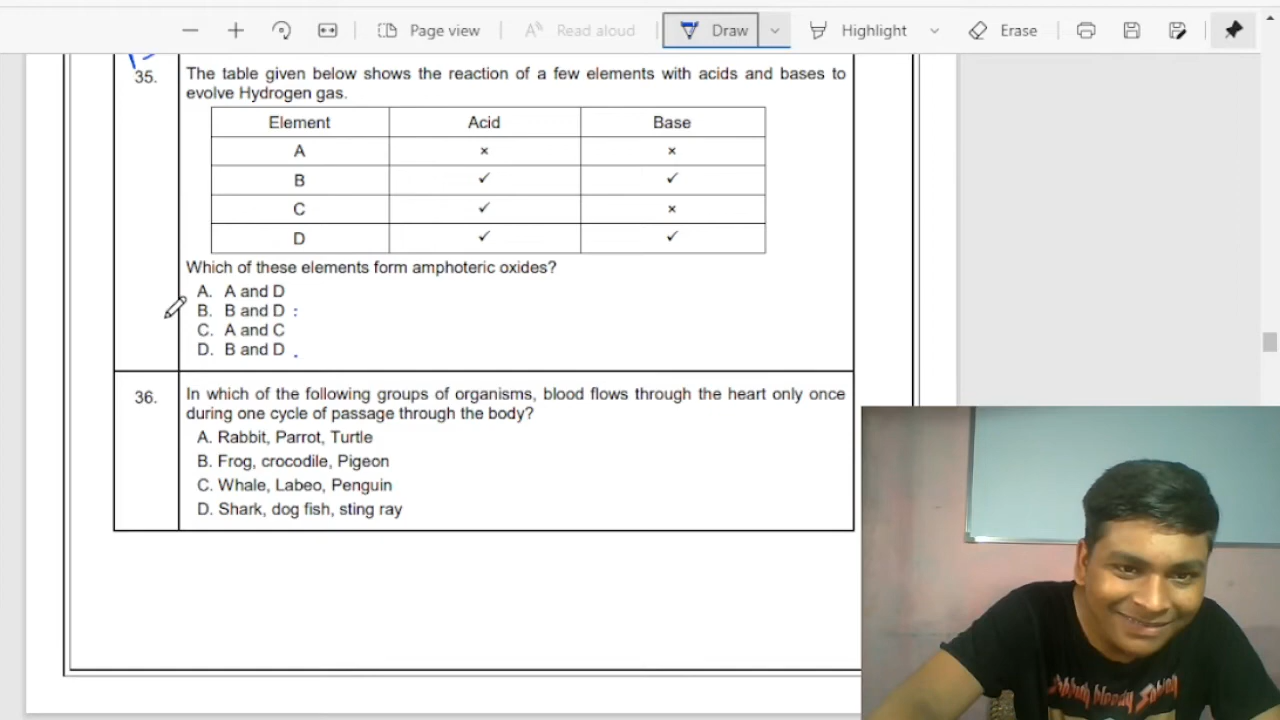 Page view
Read aloud
Draw
Highlight
Erase
35.
The table given below shows the reaction of a few elements with acids and bases to
evolve Hydrogen gas.
Element Acid Base
A × ×
B ✓ ✓
C ✓ ×
D ✓ ✓
Which of these elements form amphoteric oxides?
A. A and D
B. B and D :
C. A and C
D. B and D .
36.
In which of the following groups of organisms, blood flows through the heart only once
during one cycle of passage through the body?
A. Rabbit, Parrot, Turtle
B. Frog, crocodile, Pigeon
C. Whale, Labeo, Penguin
D. Shark, dog fish, sting ray
bloody